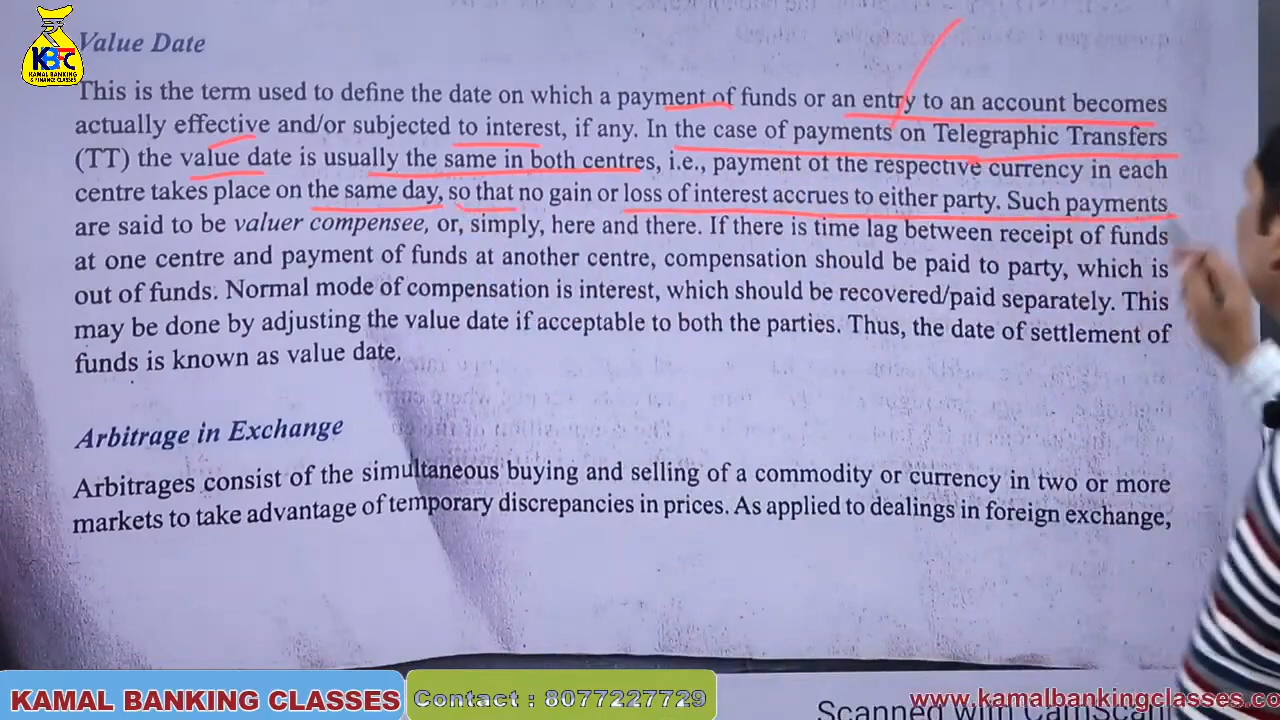 KBFC
KAMAL BANKING
& FINANCE CLASSES
Value Date
This is the term used to define the date on which a payment of funds or an entry to an account becomes
actually effective and/or subjected to interest, if any. In the case of payments on Telegraphic Transfers
(TT) the value date is usually the same in both centres, i.e., payment of the respective currency in each
centre takes place on the same day, so that no gain or loss of interest accrues to either party. Such payments
are said to be valuer compensee, or, simply, here and there. If there is time lag between receipt of funds
at one centre and payment of funds at another centre, compensation should be paid to party, which is
out of funds. Normal mode of compensation is interest, which should be recovered/paid separately. This
may be done by adjusting the value date if acceptable to both the parties. Thus, the date of settlement of
funds is known as value date.
Arbitrage in Exchange
Arbitrages consist of the simultaneous buying and selling of a commodity or currency in two or more
markets to take advantage of temporary discrepancies in prices. As applied to dealings in foreign exchange,
KAMAL BANKING CLASSES
Contact : 8077227729
www.kamalbankingclasses.co
Scanned with CamScan